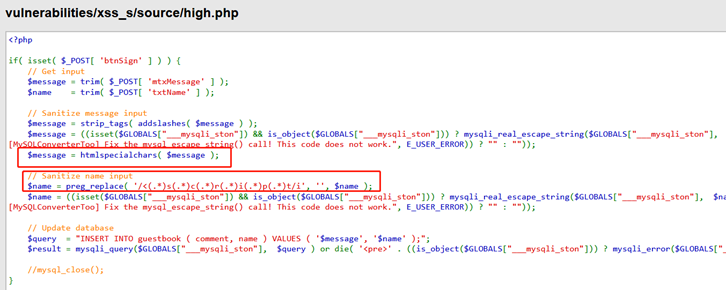 vulnerabilities/xss_s/source/high.php
<?php
if( isset( $_POST[ 'btnSign' ] ) ) {
// Get input
$message = trim( $_POST[ 'mtxMessage' ] );
$name = trim( $_POST[ 'txtName' ] );
// Sanitize message input
$message = strip_tags( addslashes( $message ) );
$message = ((isset($GLOBALS["___mysqli_ston"]) && is_object($GLOBALS["___mysqli_ston"])) ? mysqli_real_escape_string($GLOBALS["___mysqli_ston"],
[MySQLConverterToo] Fix the mysql_escape_string() call! This code does not work.", E_USER_ERROR)) ? "" : ""));
$message = htmlspecialchars( $message );
// Sanitize name input
$name = preg_replace( '/<(.*)s(.*)c(.*)r(.*)i(.*)p(.*)t/i', '', $name );
$name = ((isset($GLOBALS["___mysqli_ston"]) && is_object($GLOBALS["___mysqli_ston"])) ? mysqli_real_escape_string($GLOBALS["___mysqli_ston"], $na
[MySQLConverterToo] Fix the mysql_escape_string() call! This code does not work.", E_USER_ERROR)) ? "" : ""));
// Update database
$query = "INSERT INTO guestbook ( comment, name ) VALUES ( '$message', '$name' );";
$result = mysqli_query($GLOBALS["___mysqli_ston"], $query ) or die( '<pre>' . ((is_object($GLOBALS["___mysqli_ston"])) ? mysqli_error($GLOBALS["_
//mysql_close();
}